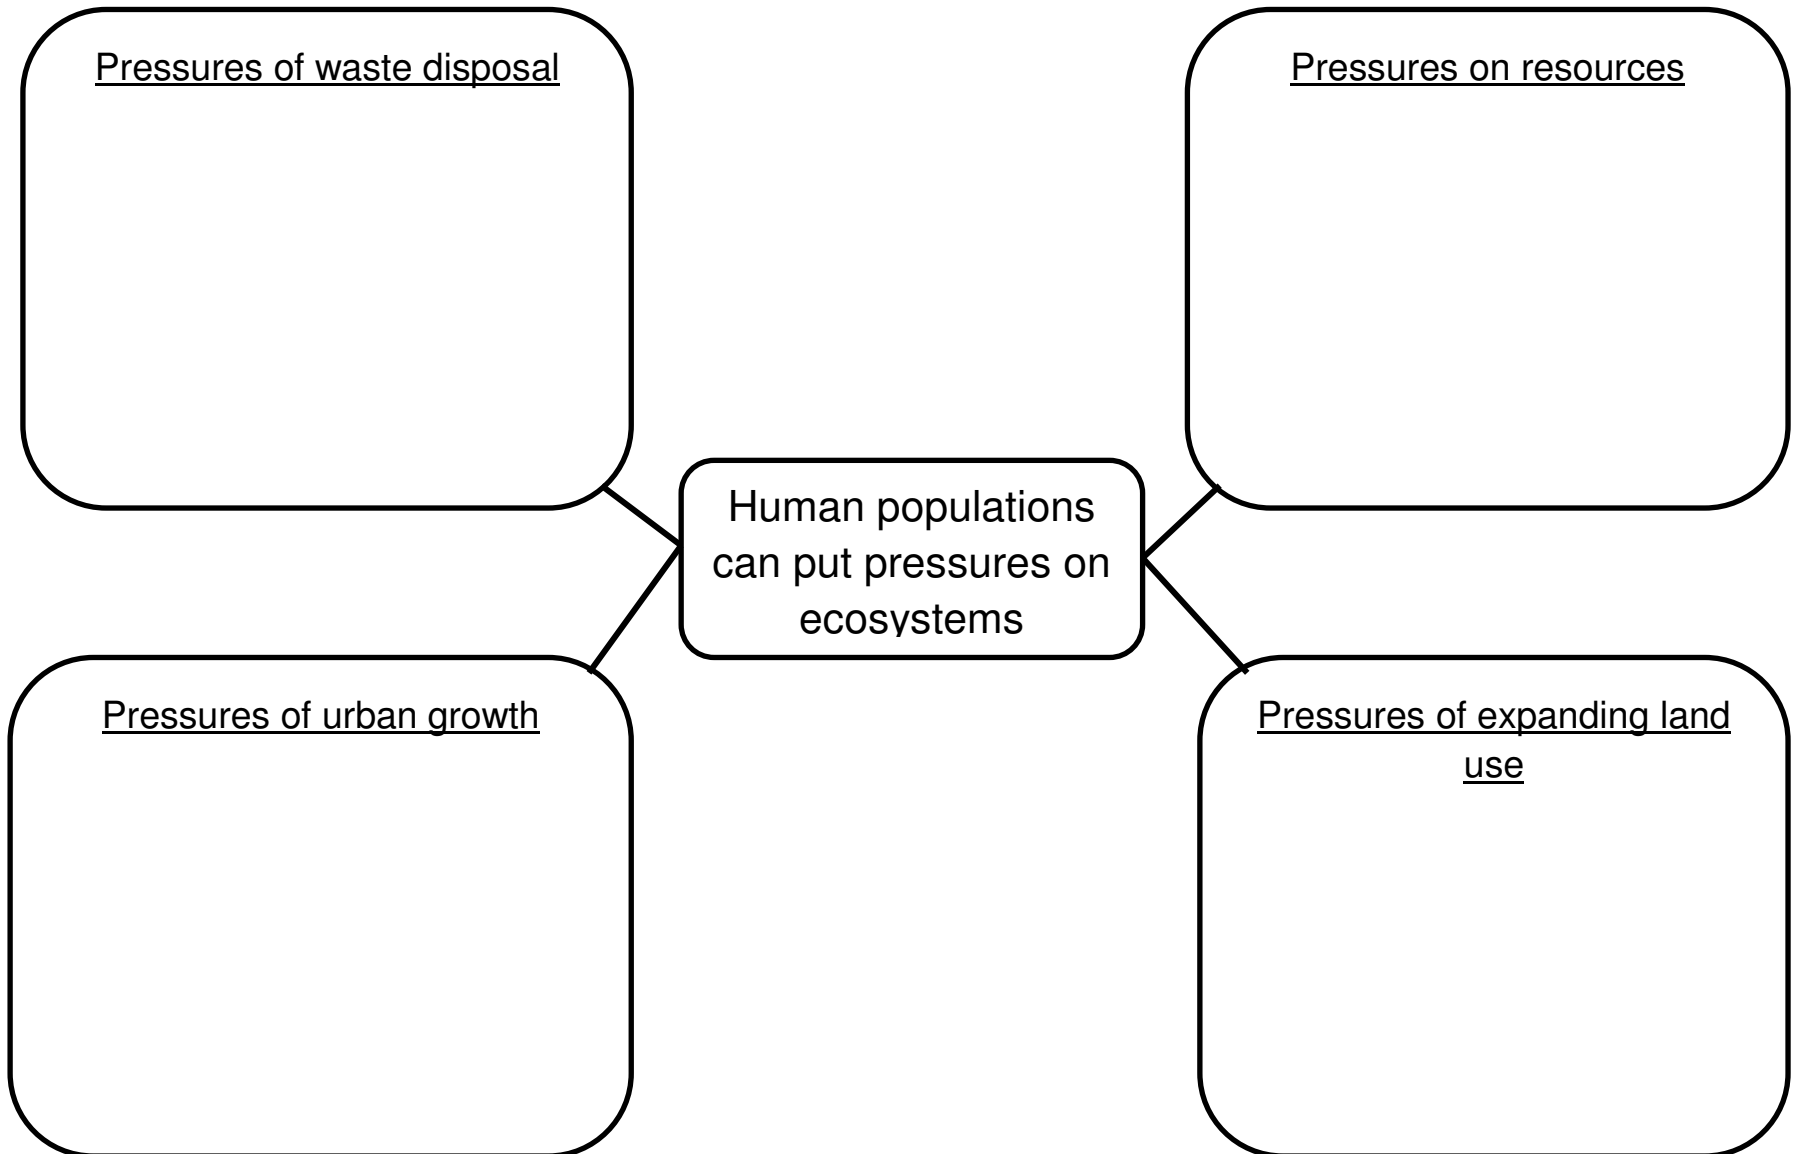 Pressures of waste disposal
Pressures on resources
Human populations
can put pressures on
ecosystems
Pressures of urban growth
Pressures of expanding land
use